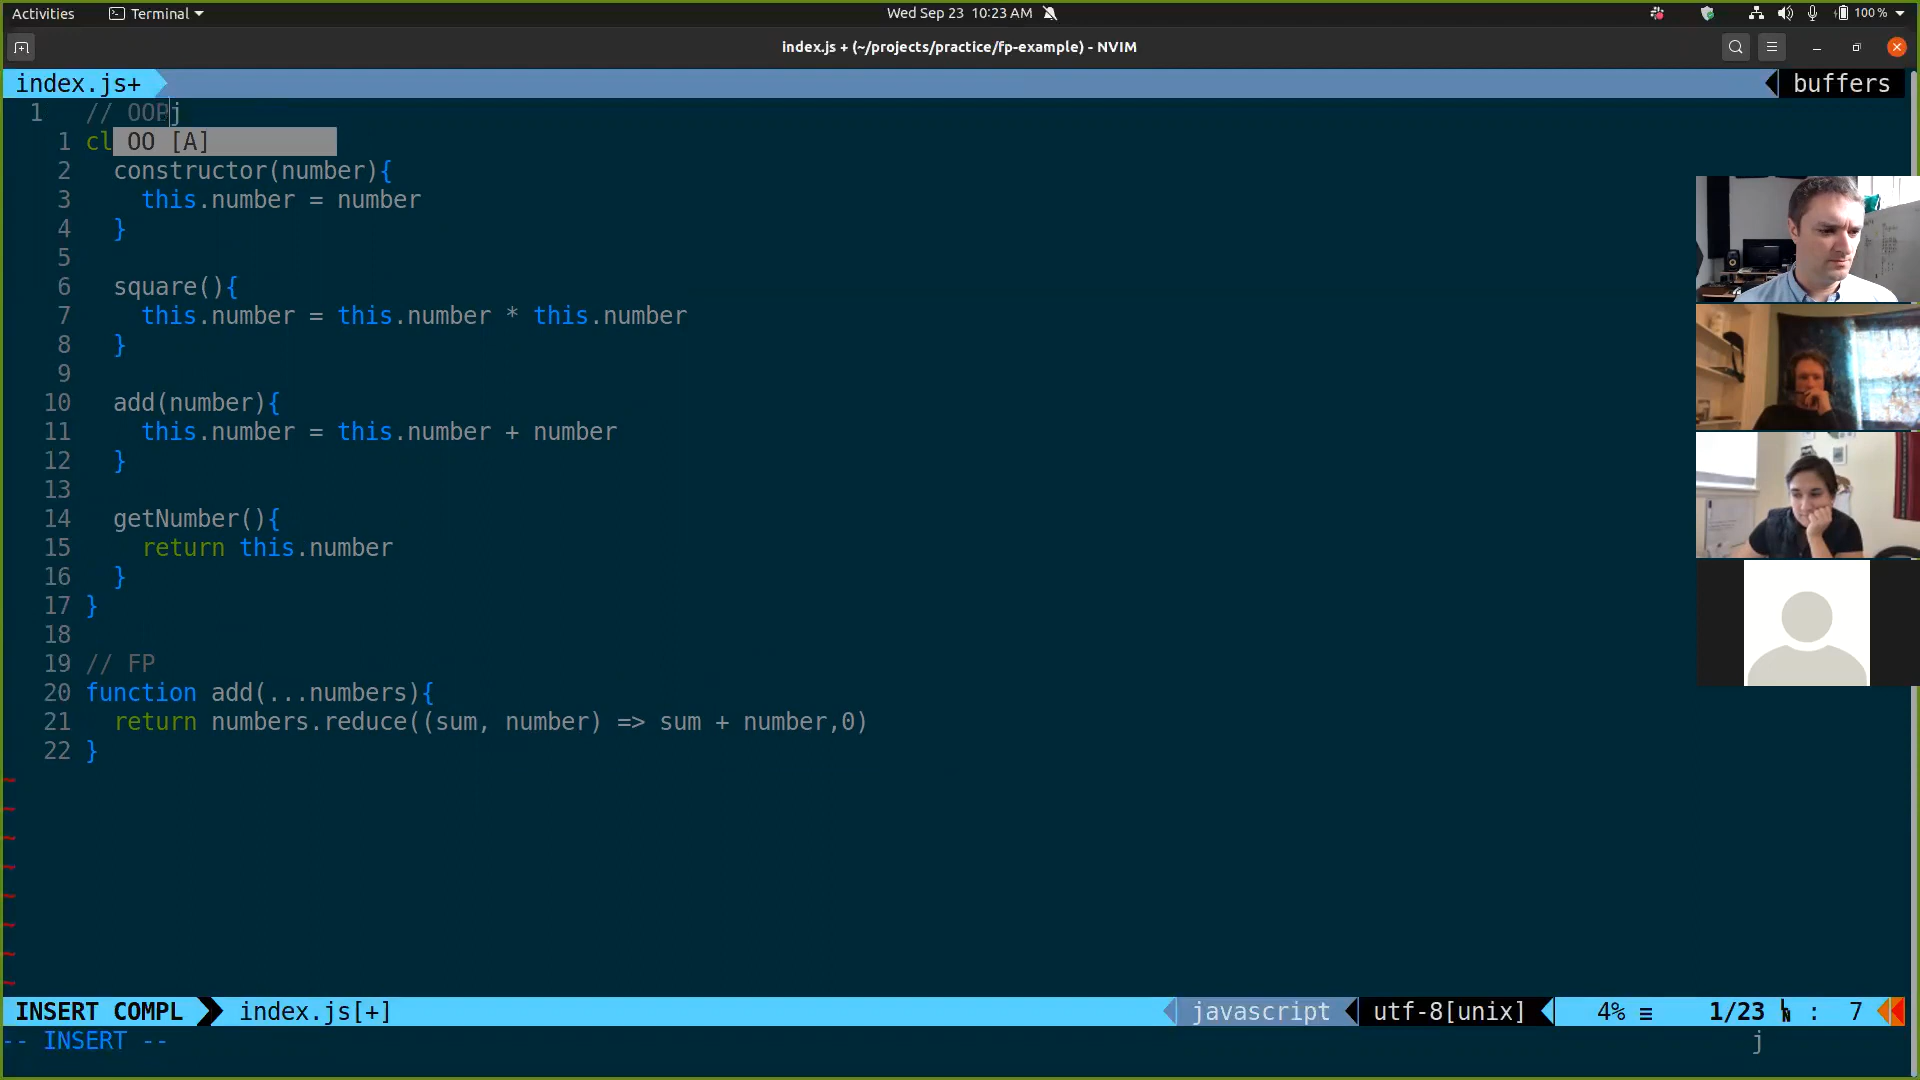 Activities Terminal Wed Sep 23 10:23 AM 100 %
index.js + (~/projects/practice/fp-example) - NVIM
index.js+ buffers
1 // OOPj
1 cl OO [A]
2 constructor(number){
3 this.number = number
4 }
5
6 square(){
7 this.number = this.number * this.number
8 }
9
10 add(number){
11 this.number = this.number + number
12 }
13
14 getNumber(){
15 return this.number
16 }
17 }
18
19 // FP
20 function add(...numbers){
21 return numbers.reduce((sum, number) => sum + number,0)
22 }
~
~
~
~
~
~
~
~
INSERT COMPL index.js[+] javascript utf-8[unix] 4% ≡ 1/23 : 7
-- INSERT -- j